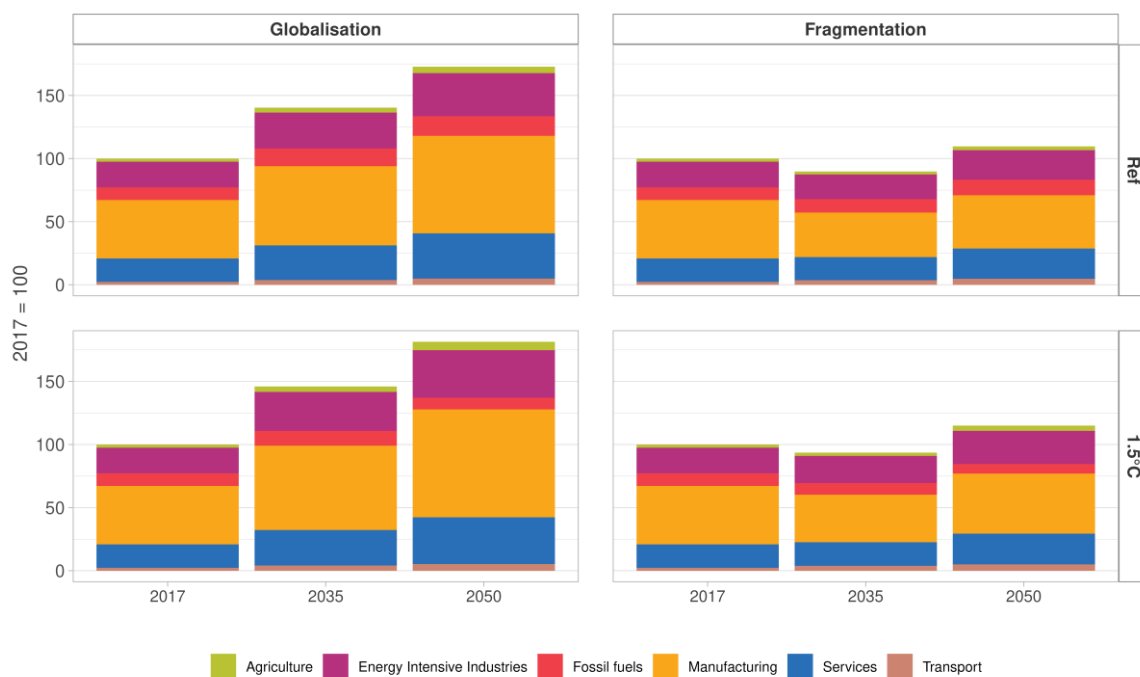 Globalisation
Fragmentation
2017 = 100
150
100
50
0
Ref
150
100
50
0
1.5°C
2017 2035 2050
2017 2035 2050
Agriculture Energy Intensive Industries Fossil fuels Manufacturing Services Transport